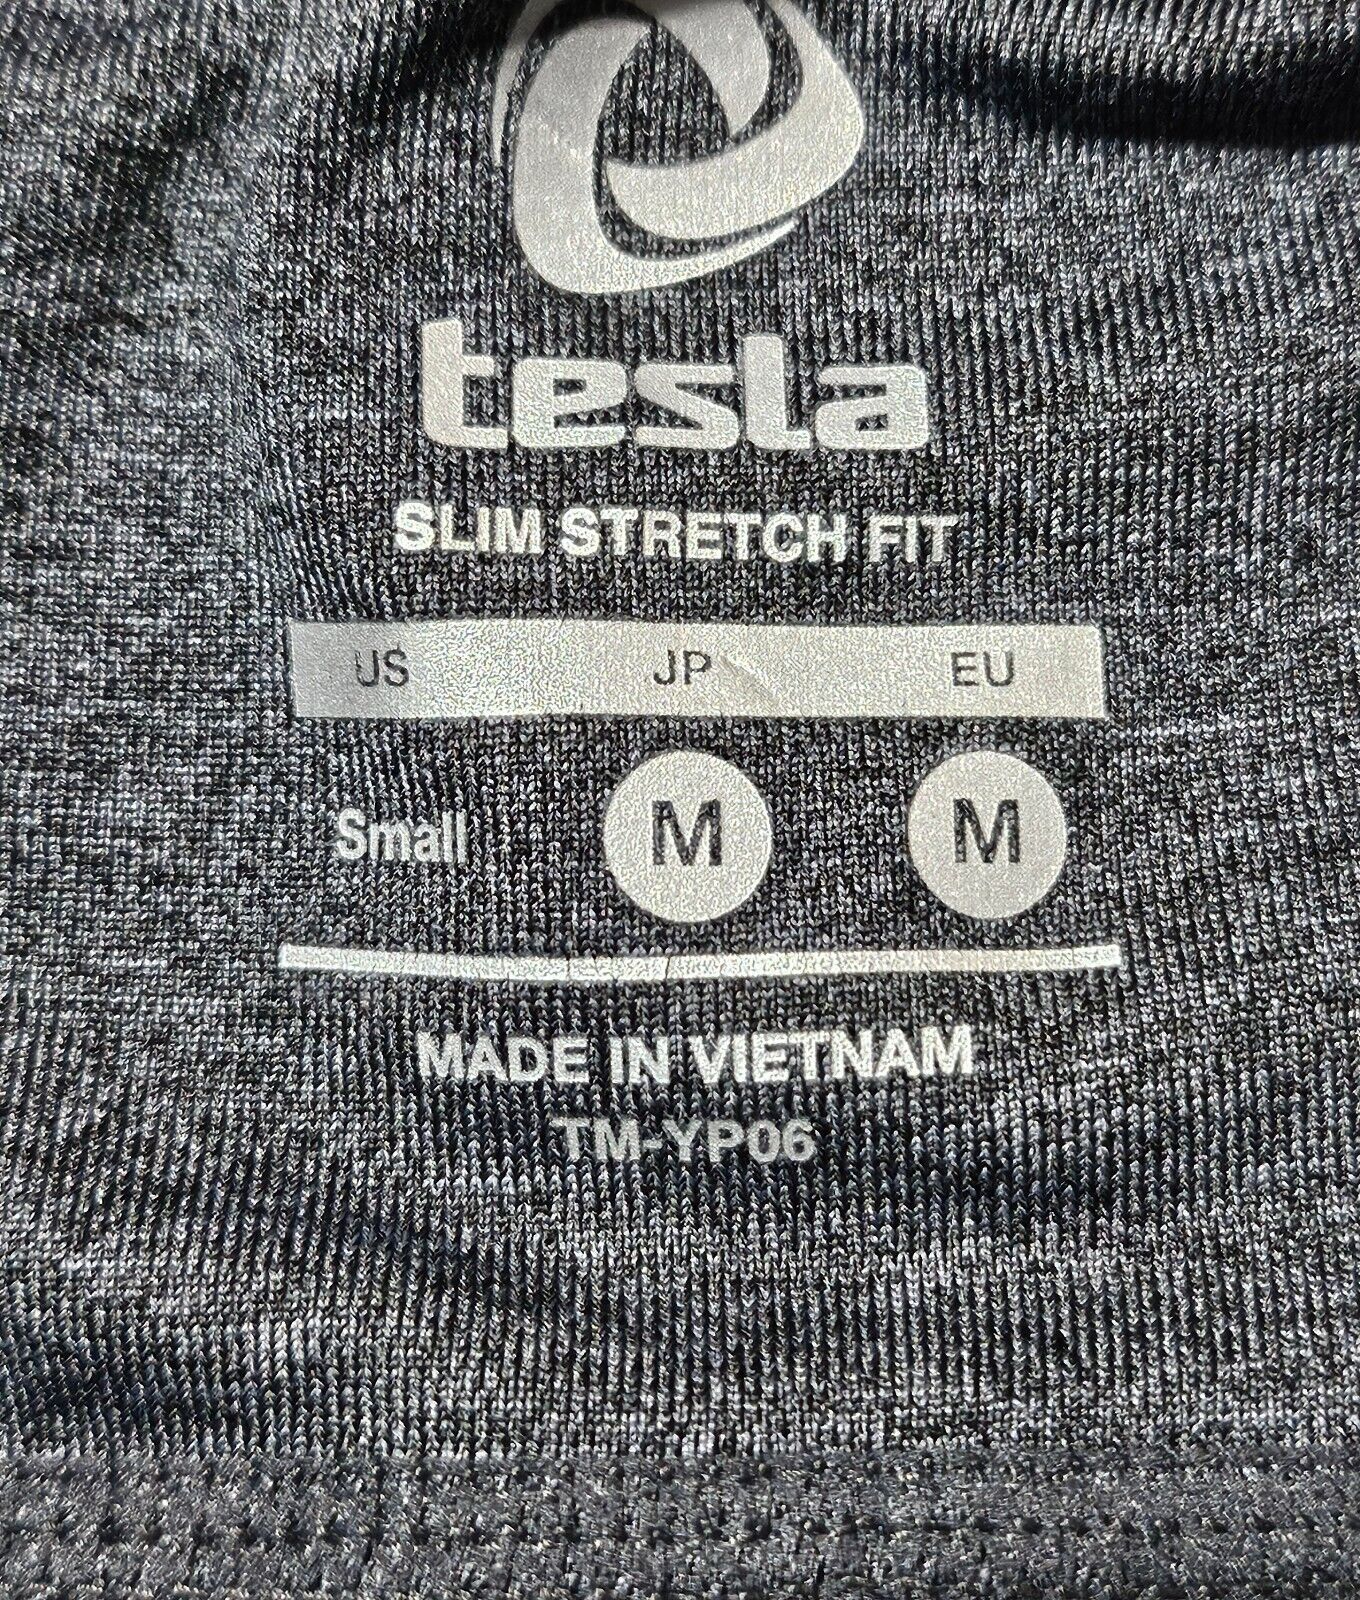 tesla
SLIM STRETCH FIT
US JP EU
Small M M
MADE IN VIETNAM
TM-YP06